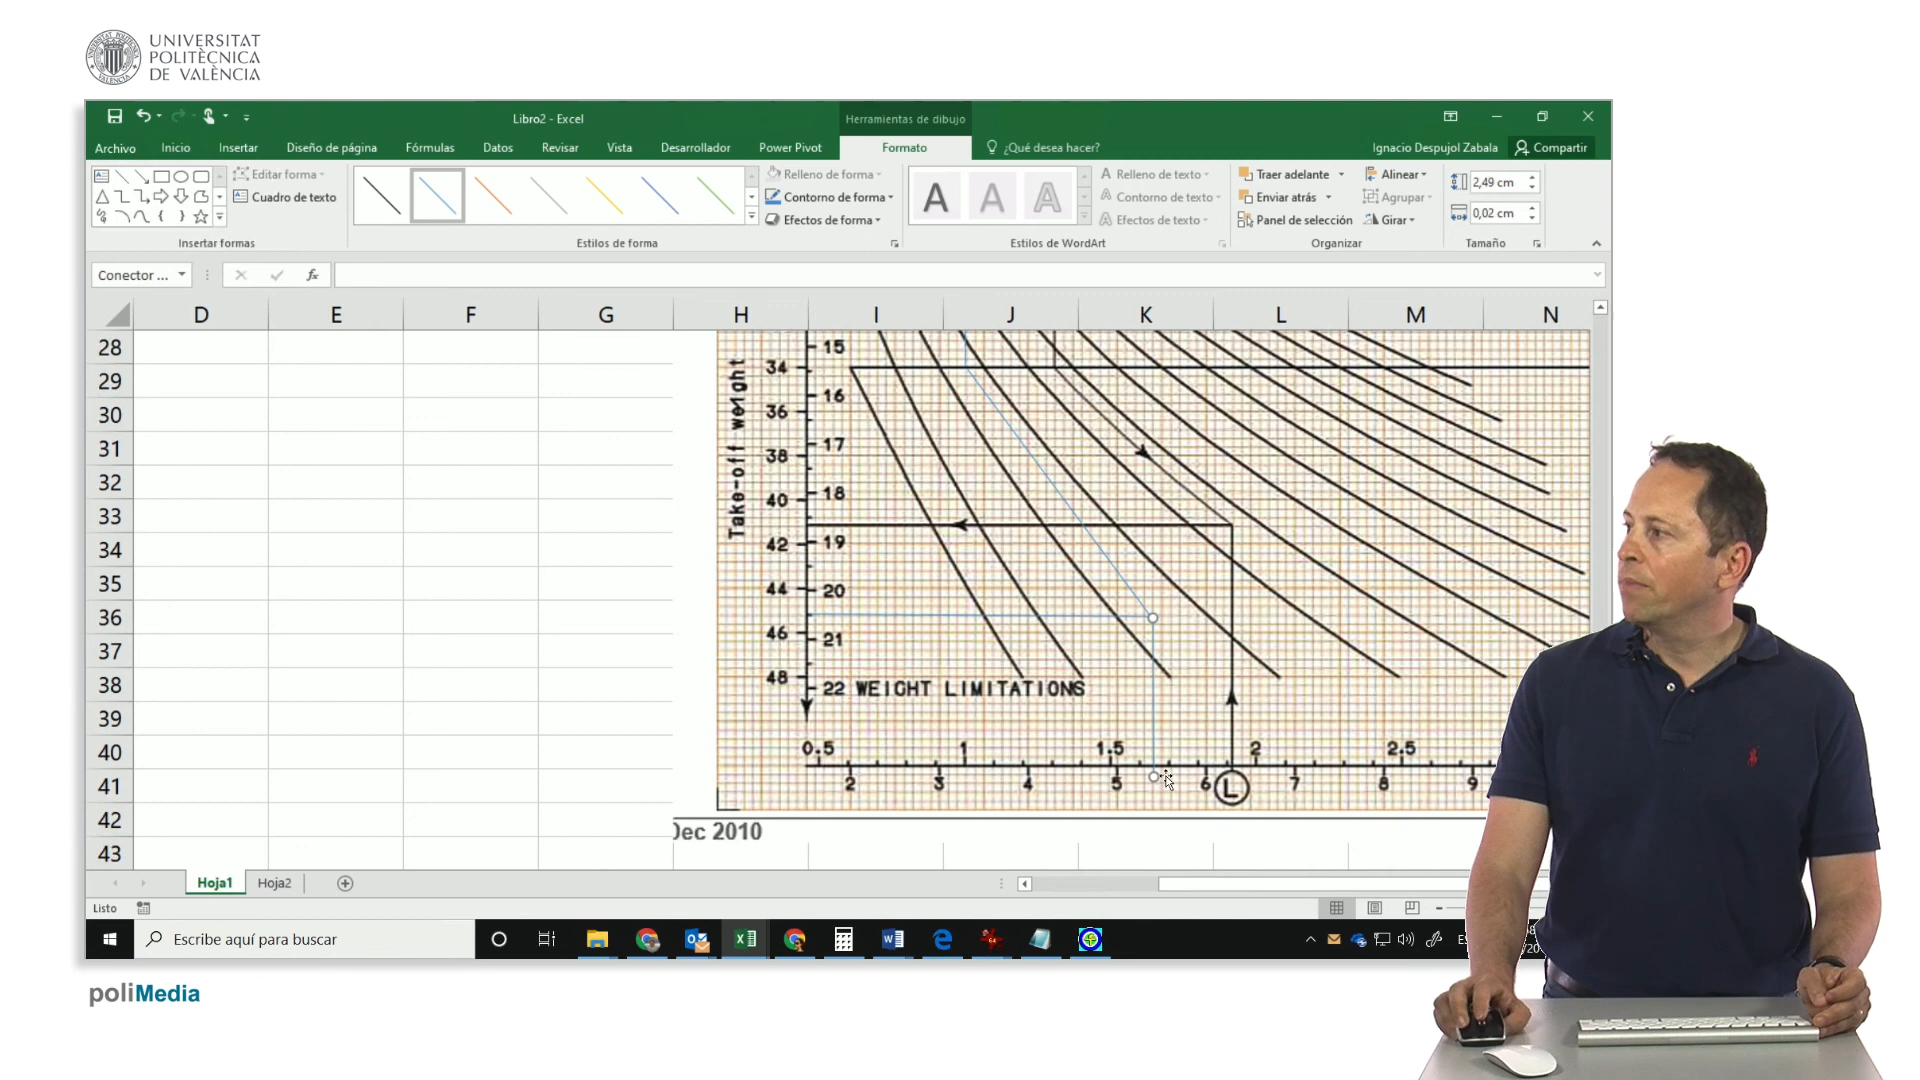 UNIVERSITAT
POLITÈCNICA
DE VALÈNCIA
Libro2 - Excel
Herramientas de dibujo
Archivo Inicio Insertar Diseño de página Fórmulas Datos Revisar Vista Desarrollador Power Pivot Formato ¿Qué desea hacer? Ignacio Despujol Zabala Compartir
Editar forma
Cuadro de texto
Insertar formas
Estilos de forma
Relleno de forma
Contorno de forma
Efectos de forma
A A A
Estilos de WordArt
Relleno de texto
Contorno de texto
Efectos de texto
Traer adelante
Enviar atrás
Panel de selección
Alinear
Agrupar
Girar
Organizar
2,49 cm
0,02 cm
Tamaño
Conector ... fx
D E F G H I J K L M N
28
29
30
31
32
33
34
35
36
37
38
39
40
41
42
43
Take-off weight
34
36
38
40
42
44
46
48
15
16
17
18
19
20
21
22 WEIGHT LIMITATIONS
0.5 1 1.5 2 2.5
2 3 4 5 6 L 7 8 9
Dec 2010
Hoja1 Hoja2
Listo
Escribe aquí para buscar
poliMedia